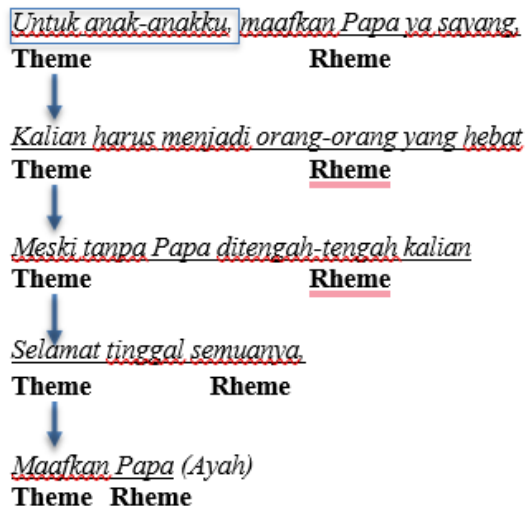 Untuk anak-anakku, maafkan Papa ya sayang,
Theme Rheme
Kalian harus menjadi orang-orang yang hebat
Theme Rheme
Meski tanpa Papa ditengah-tengah kalian
Theme Rheme
Selamat tinggal semuanya,
Theme Rheme
Maafkan Papa (Ayah)
Theme Rheme